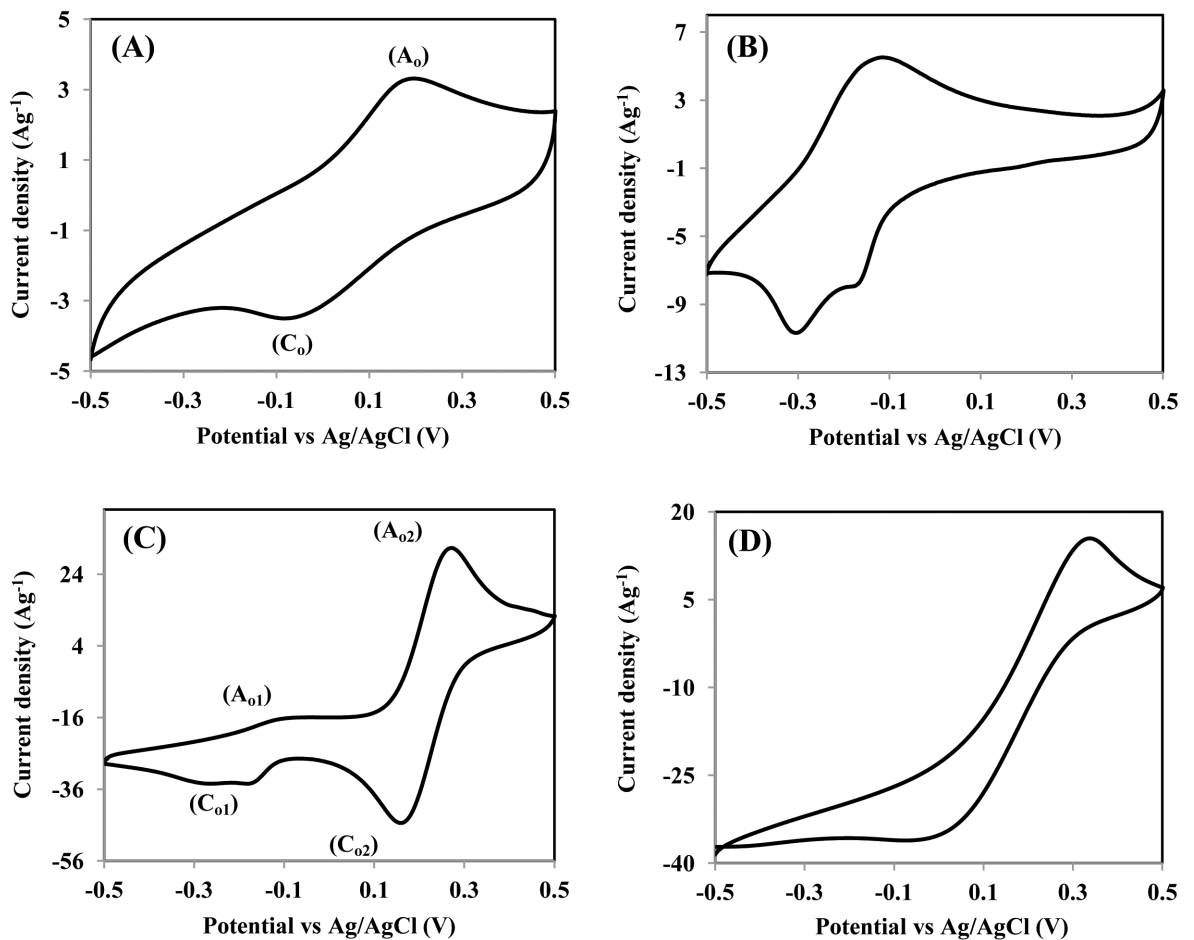 (A)
(Aₒ)
(Cₒ)
5
3
1
-1
-3
-5
-0.5 -0.3 -0.1 0.1 0.3 0.5
Current density (Ag⁻¹)
Potential vs Ag/AgCl (V)
(B)
7
3
-1
-5
-9
-13
-0.5 -0.3 -0.1 0.1 0.3 0.5
Current density (Ag⁻¹)
Potential vs Ag/AgCl (V)
(C)
(Aₒ₂)
(Aₒ₁)
(Cₒ₁)
(Cₒ₂)
24
4
-16
-36
-56
-0.5 -0.3 -0.1 0.1 0.3 0.5
Current density (Ag⁻¹)
Potential vs Ag/AgCl (V)
(D)
20
5
-10
-25
-40
-0.5 -0.3 -0.1 0.1 0.3 0.5
Current density (Ag⁻¹)
Potential vs Ag/AgCl (V)